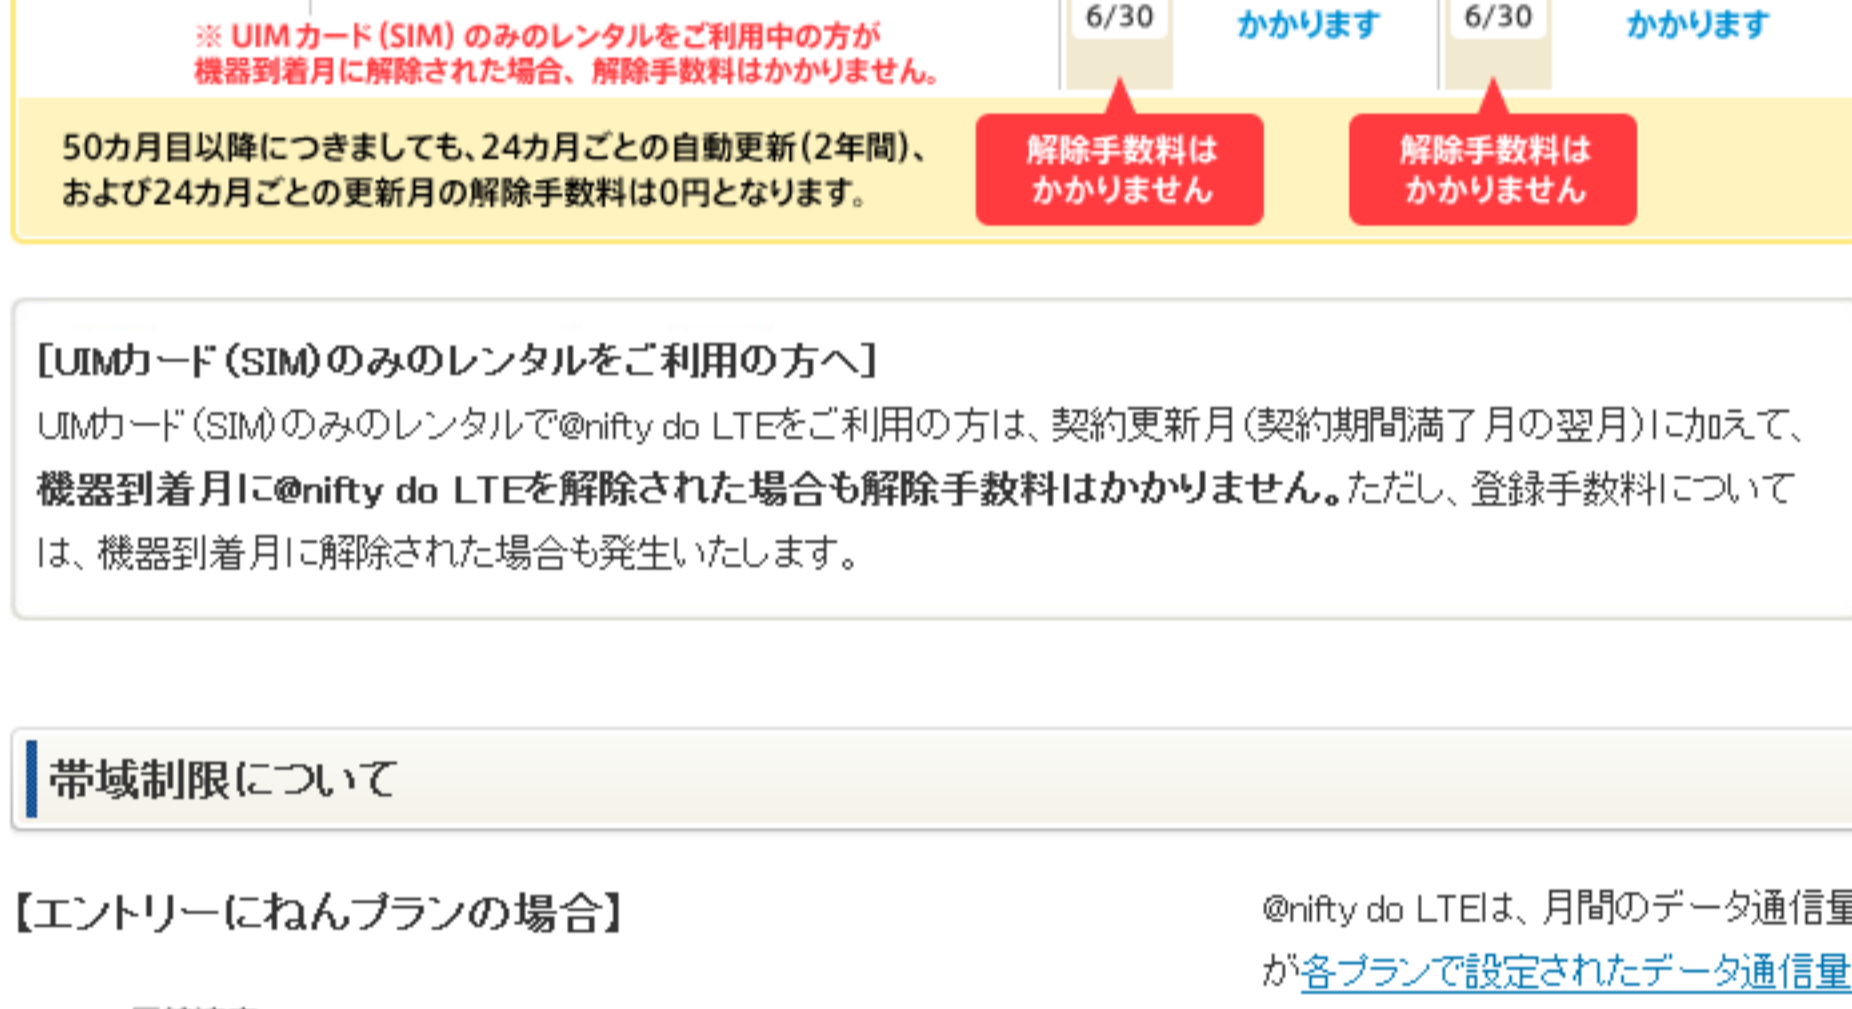 6/30
かかります
6/30
かかります
※ UIMカード(SIM)のみのレンタルをご利用中の方が
機器到着月に解除された場合、解除手数料はかかりません。
50カ月目以降につきましても、24カ月ごとの自動更新(2年間)、
および24カ月ごとの更新月の解除手数料は0円となります。
解除手数料は
かかりません
解除手数料は
かかりません
[UIMカード(SIM)のみのレンタルをご利用の方へ]
UIMカード(SIM)のみのレンタルで@nifty do LTEをご利用の方は、契約更新月(契約期間満了月の翌月)に加えて、
機器到着月に@nifty do LTEを解除された場合も解除手数料はかかりません。ただし、登録手数料について
は、機器到着月に解除された場合も発生いたします。
帯域制限について
【エントリーにねんプランの場合】
@nifty do LTEは、月間のデータ通信量
が各プランで設定されたデータ通信量